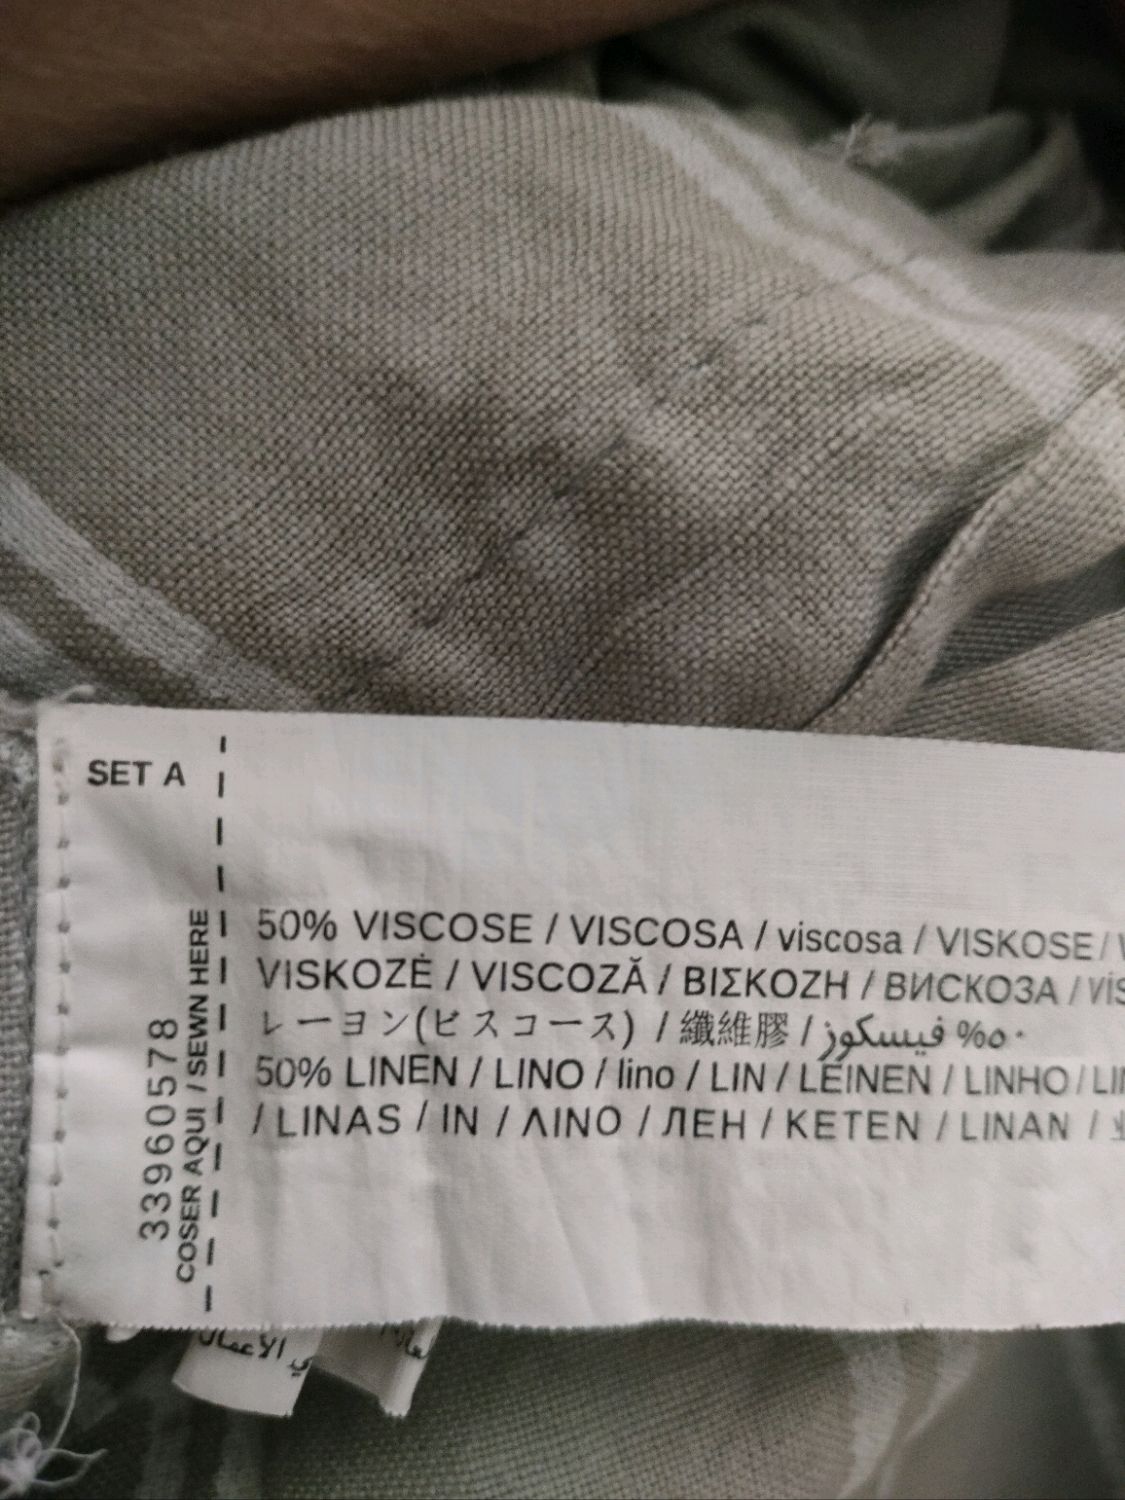 SET A
50% VISCOSE / VISCOSA / viscosa / VISKOSE /
VISKOZĖ / VISCOZĂ / ΒΙΣΚΟΖΗ / ВИСКОЗА /
レーヨン(ビスコース) / 纖維膠 / ٥٠% فيسكوز
50% LINEN / LINO / lino / LIN / LEINEN / LINHO /
/ LINAS / IN / ΛΙΝΟ / ЛЕН / KETEN / LINAN /
33960578
COSER AQUI / SEWN HERE